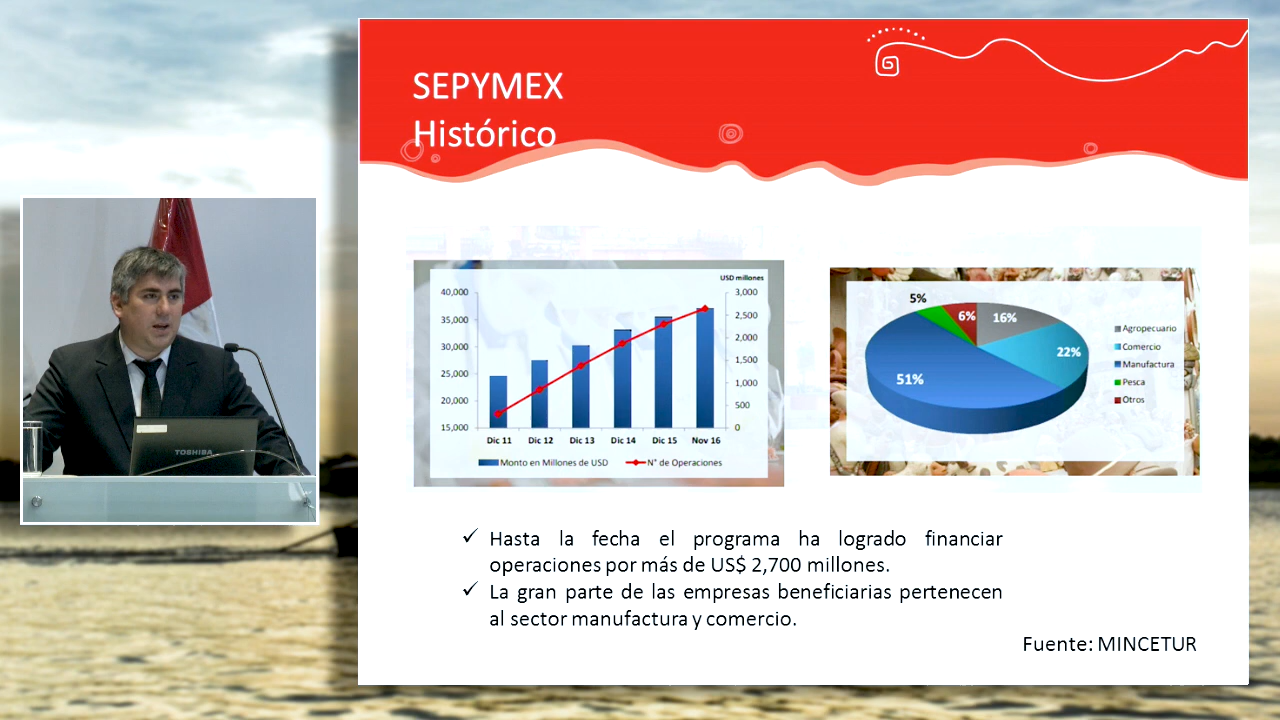 SEPYMEX
Histórico
USD millones
40,000
35,000
30,000
25,000
20,000
15,000
3,000
2,500
2,000
1,500
1,000
500
0
Dic 11 Dic 12 Dic 13 Dic 14 Dic 15 Nov 16
Monto en Millones de USD N° de Operaciones
5%
6%
16%
22%
51%
Agropecuario
Comercio
Manufactura
Pesca
Otros
TOSHIBA
✓ Hasta la fecha el programa ha logrado financiar
operaciones por más de US$ 2,700 millones.
✓ La gran parte de las empresas beneficiarias pertenecen
al sector manufactura y comercio.
Fuente: MINCETUR